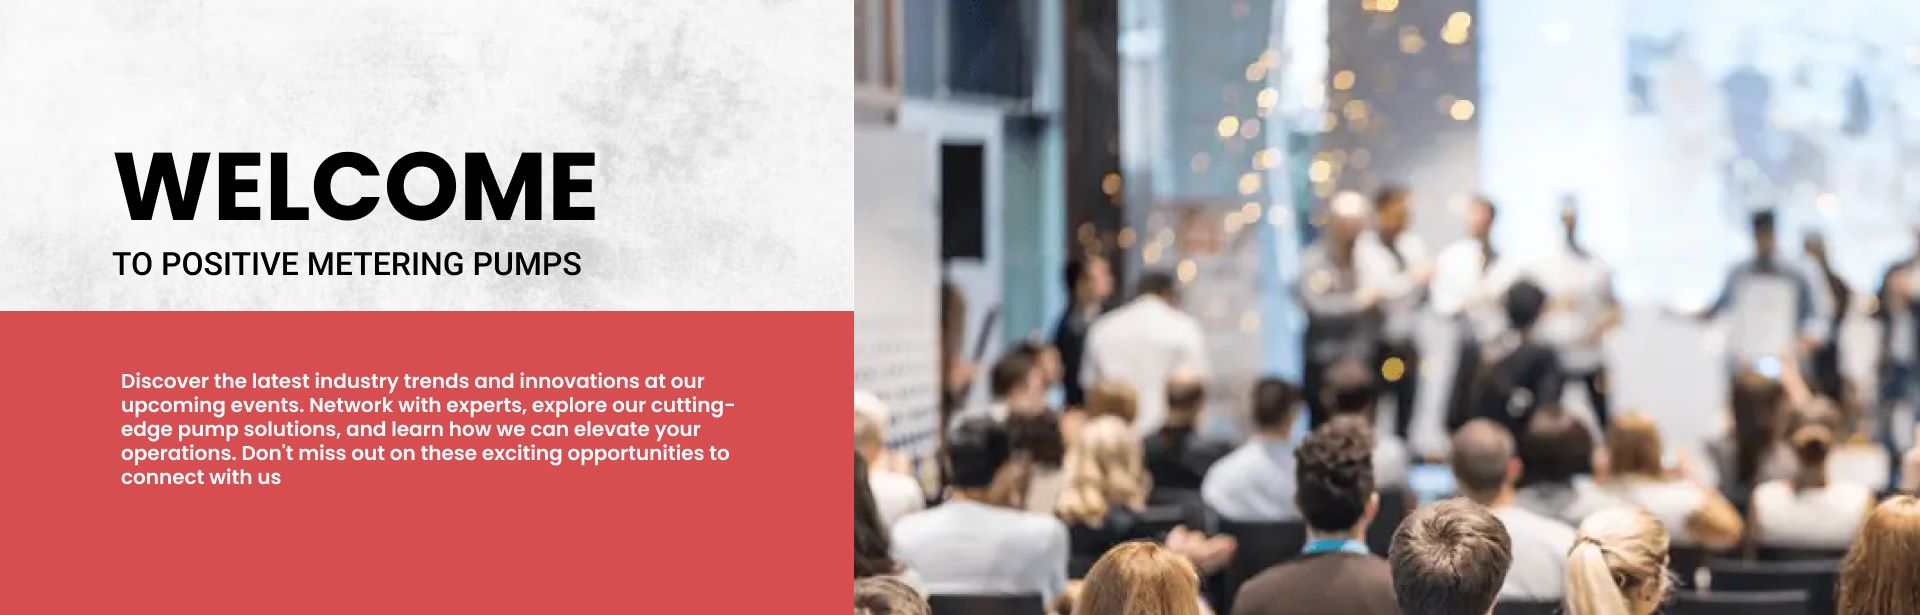 WELCOME
TO POSITIVE METERING PUMPS
Discover the latest industry trends and innovations at our
upcoming events. Network with experts, explore our cutting-
edge pump solutions, and learn how we can elevate your
operations. Don't miss out on these exciting opportunities to
connect with us